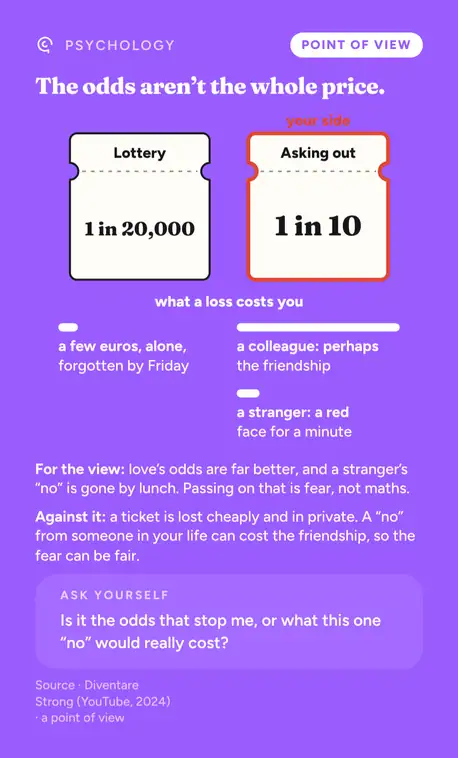 PSYCHOLOGY
POINT OF VIEW
The odds aren’t the whole price.
your side
Lottery
Asking out
1 in 20,000
1 in 10
what a loss costs you
a few euros, alone,
forgotten by Friday
a colleague: perhaps
the friendship
a stranger: a red
face for a minute
For the view: love’s odds are far better, and a stranger’s
“no” is gone by lunch. Passing on that is fear, not maths.
Against it: a ticket is lost cheaply and in private. A “no”
from someone in your life can cost the friendship, so the
fear can be fair.
ASK YOURSELF
Is it the odds that stop me, or what this one
“no” would really cost?
Source · Diventare
Strong (YouTube, 2024)
· a point of view